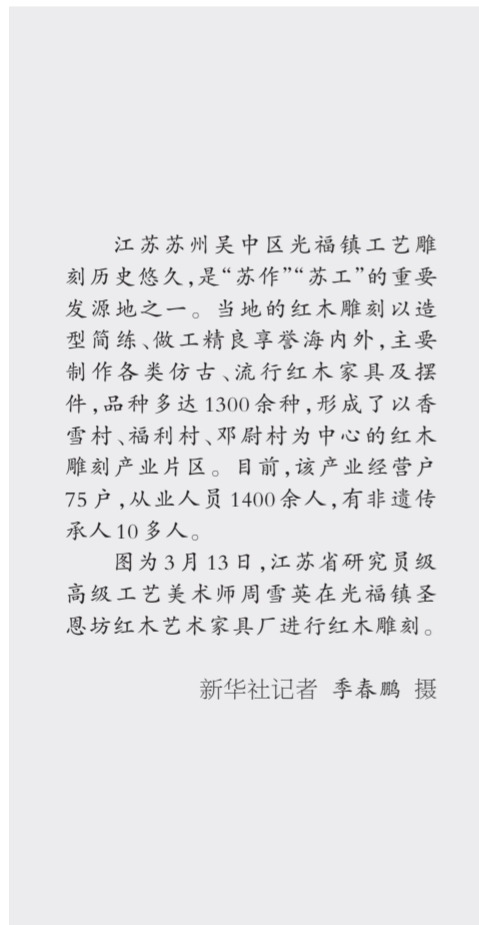 江苏苏州吴中区光福镇工艺雕
刻历史悠久，是“苏作”“苏工”的重要
发源地之一。当地的红木雕刻以造
型简练、做工精良享誉海内外，主要
制作各类仿古、流行红木家具及摆
件，品种多达1300余种，形成了以香
雪村、福利村、邓尉村为中心的红木
雕刻产业片区。目前，该产业经营户
75户，从业人员1400余人，有非遗传
承人10多人。
图为3月13日，江苏省研究员级
高级工艺美术师周雪英在光福镇圣
恩坊红木艺术家具厂进行红木雕刻。
新华社记者 季春鹏 摄